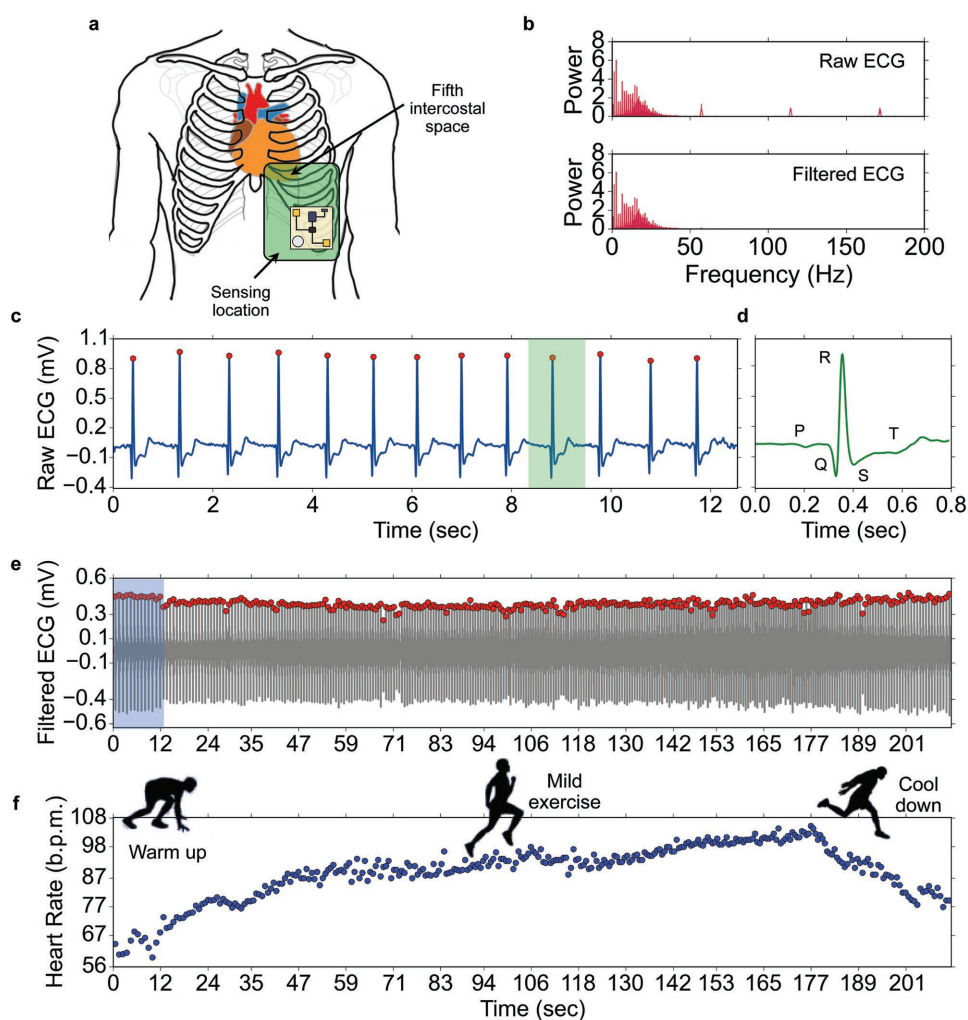 a
Fifth
intercostal
space
Sensing
location
b
8
6
4
2
0
Power
Raw ECG
8
6
4
2
0
Power
Filtered ECG
0 50 100 150 200
Frequency (Hz)
c
1.1
0.8
0.5
0.2
−0.1
−0.4
Raw ECG (mV)
0 2 4 6 8 10 12
Time (sec)
d
R
P
T
Q
S
0.0 0.2 0.4 0.6 0.8
Time (sec)
e
0.6
0.3
0.1
−0.1
−0.4
−0.6
Filtered ECG (mV)
0 12 24 35 47 59 71 83 94 106 118 130 142 153 165 177 189 201
f
Warm up
Mild
exercise
Cool
down
108
98
87
77
67
56
Heart Rate (b.p.m.)
0 12 24 35 47 59 71 83 94 106 118 130 142 153 165 177 189 201
Time (sec)